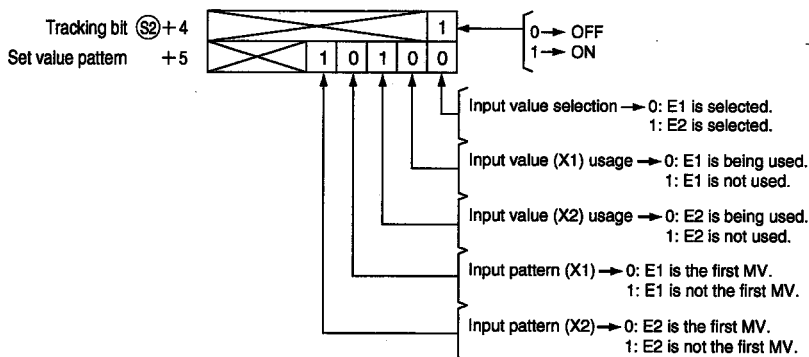 Tracking bit (S2)+4 1 0→ OFF
1→ ON
Set value pattern +5 1 0 1 0 0
Input value selection → 0: E1 is selected.
1: E2 is selected.
Input value (X1) usage → 0: E1 is being used.
1: E1 is not used.
Input value (X2) usage → 0: E2 is being used.
1: E2 is not used.
Input pattern (X1) → 0: E1 is the first MV.
1: E1 is not the first MV.
Input pattern (X2) → 0: E2 is the first MV.
1: E2 is not the first MV.